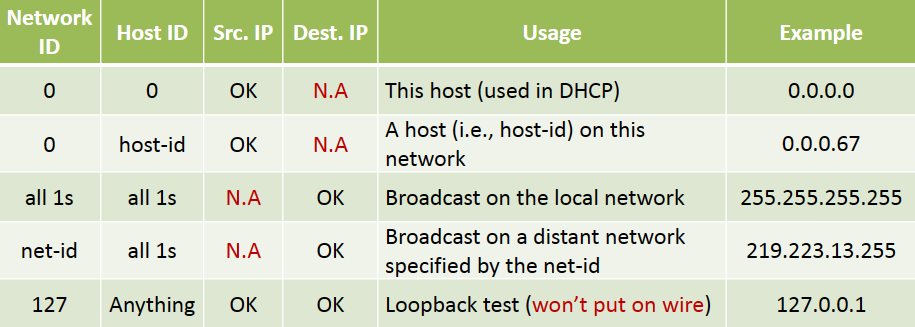 Network ID Host ID Src. IP Dest. IP Usage Example
0 0 OK N.A This host (used in DHCP) 0.0.0.0
0 host-id OK N.A A host (i.e., host-id) on this network 0.0.0.67
all 1s all 1s N.A OK Broadcast on the local network 255.255.255.255
net-id all 1s N.A OK Broadcast on a distant network specified by the net-id 219.223.13.255
127 Anything OK OK Loopback test (won’t put on wire) 127.0.0.1